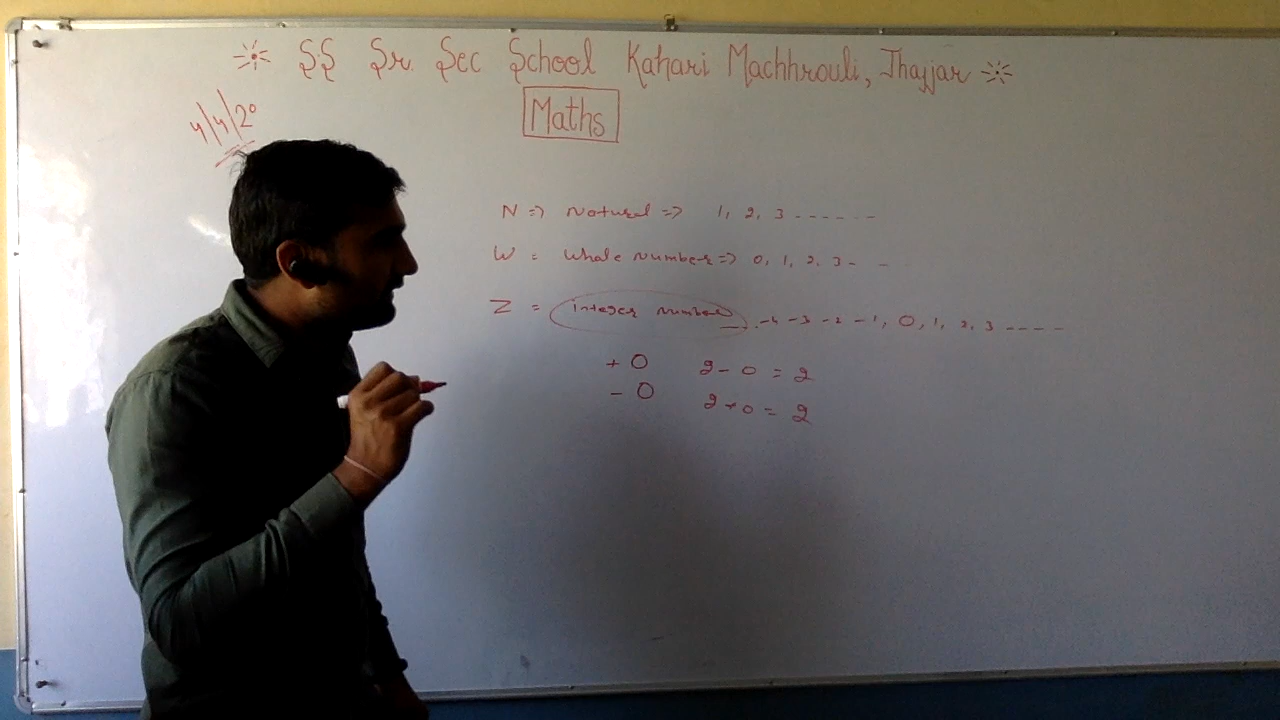 SS Sr. Sec School Kahari Machhrouli, Jhajjar
Maths
4/4/20
N => Natural => 1, 2, 3 ------
W = Whole Number => 0, 1, 2, 3 - -
Z = Integer number --- -4 -3 -2 -1, 0, 1, 2, 3 ----
+ 0 2 - 0 = 2
- 0 2 + 0 = 2